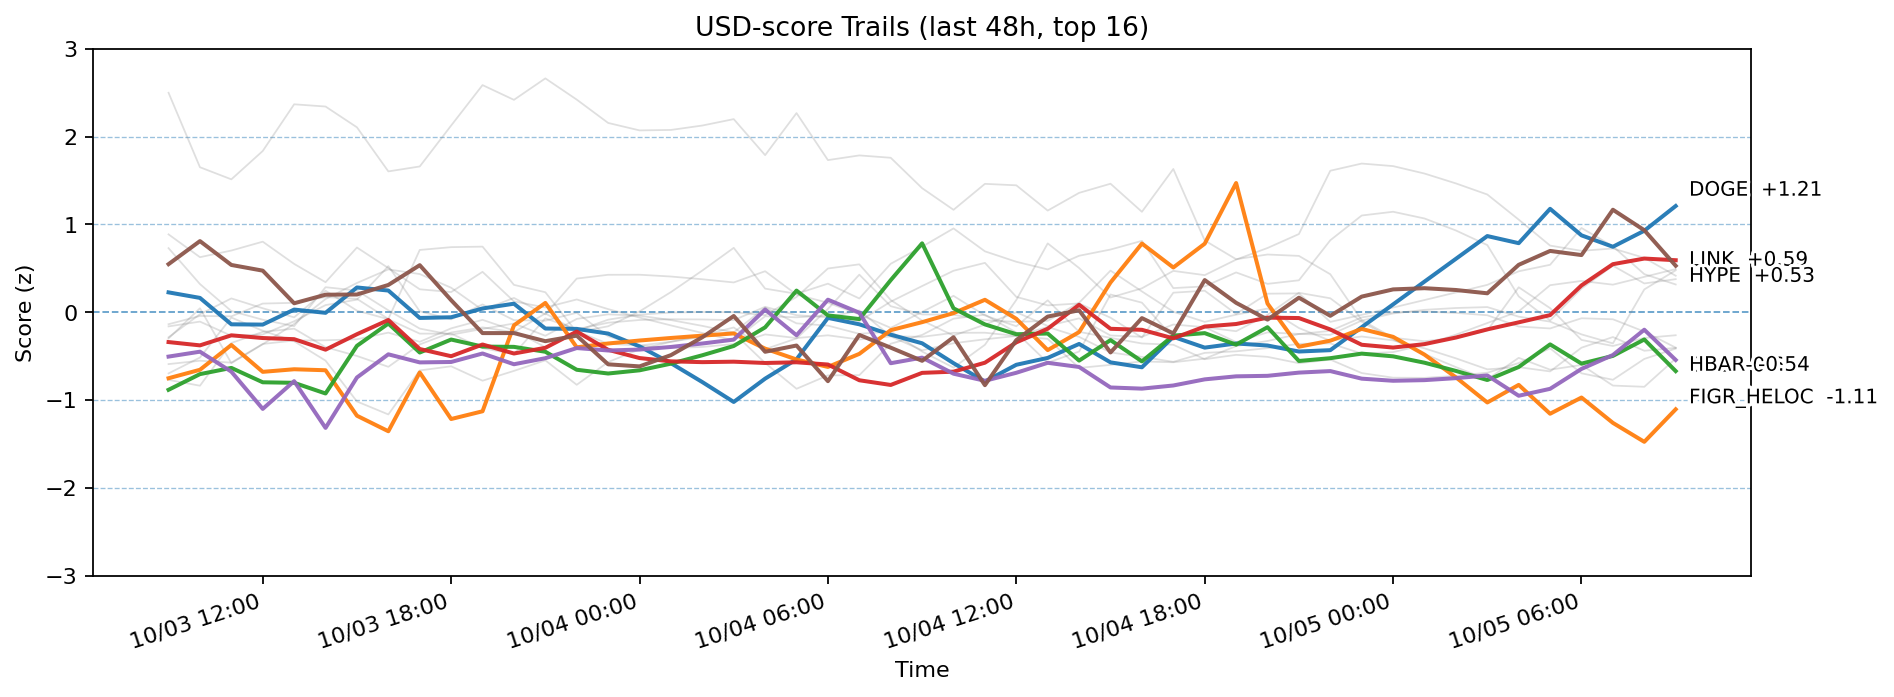 USD-score Trails (last 48h, top 16)
Score (z)
3
2
1
0
−1
−2
−3
DOGE +1.21
LINK +0.59
HYPE +0.53
HBAR -0.54
FIGR_HELOC -1.11
10/03 12:00
10/03 18:00
10/04 00:00
10/04 06:00
10/04 12:00
10/04 18:00
10/05 00:00
10/05 06:00
Time